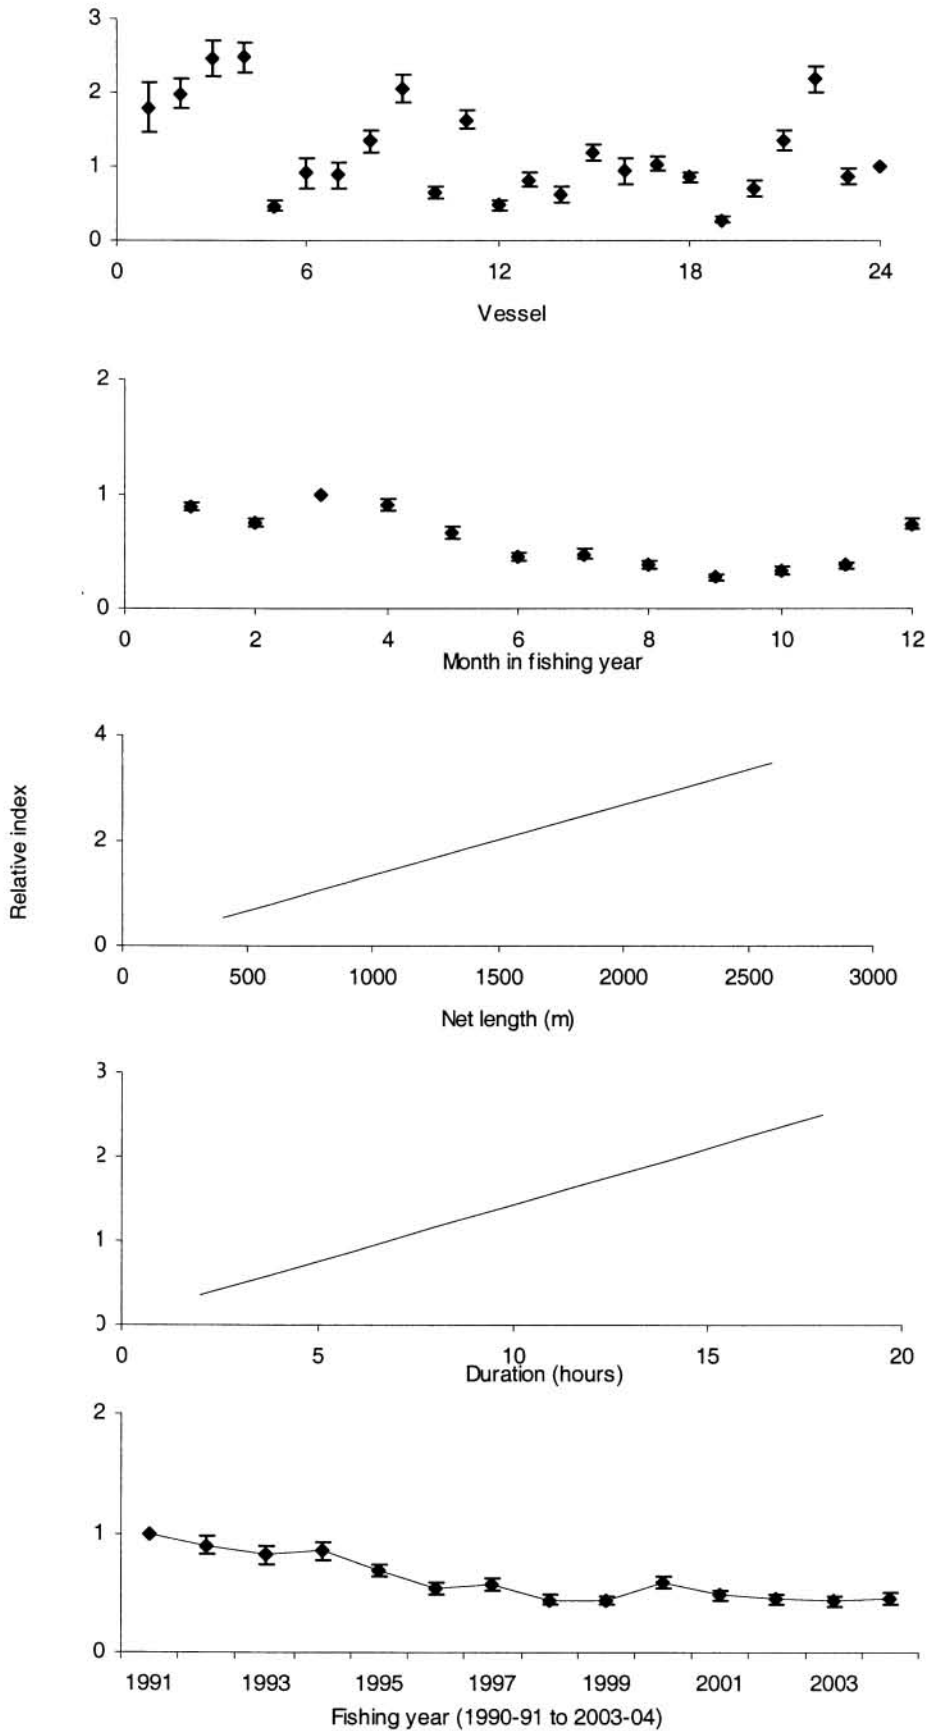 3
2
1
0
0 6 12 18 24
Vessel
2
1
0
0 2 4 6 8 10 12
Month in fishing year
Relative index
4
2
0
0 500 1000 1500 2000 2500 3000
Net length (m)
3
2
1
0
0 5 10 15 20
Duration (hours)
2
1
0
1991 1993 1995 1997 1999 2001 2003
Fishing year (1990-91 to 2003-04)